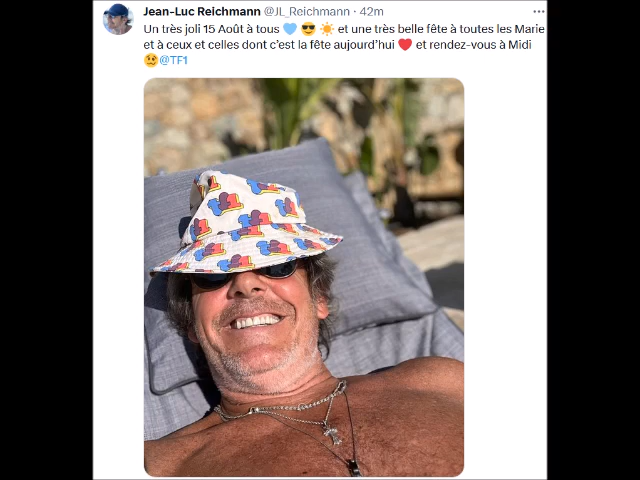 Jean-Luc Reichmann @JL_Reichmann · 42m
Un très joli 15 Août à tous 🩵 😎 ☀️ et une très belle fête à toutes les Marie
et à ceux et celles dont c'est la fête aujourd'hui ❤️ et rendez-vous à Midi
🤨@TF1